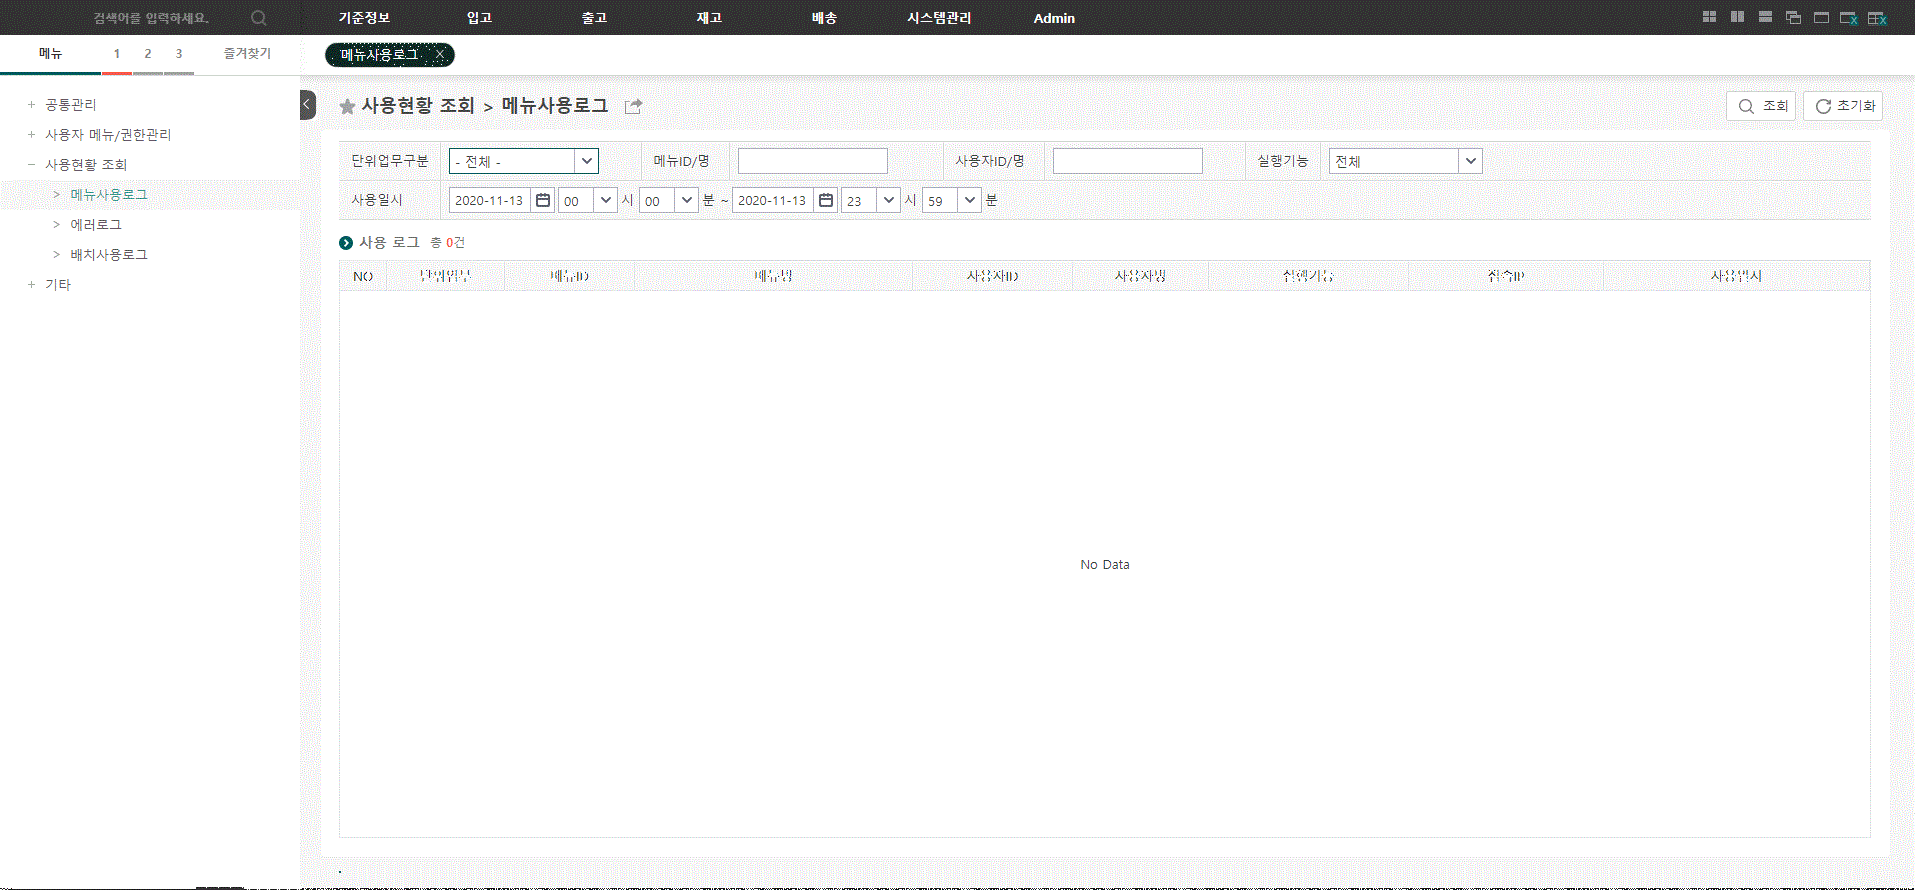 검색어를 입력하세요. 기준정보 입고 출고 재고 배송 시스템관리 Admin
메뉴 1 2 3 즐겨찾기 메뉴사용로그 X
+ 공통관리
+ 사용자 메뉴/권한관리
- 사용현황 조회
> 메뉴사용로그
> 에러로그
> 배치사용로그
+ 기타
사용현황 조회 > 메뉴사용로그 조회 초기화
단위업무구분 - 전체 - 메뉴ID/명 사용자ID/명 실행기능 전체
사용일시 2020-11-13 00 시 00 분 ~ 2020-11-13 23 시 59 분
사용 로그 총 0건
NO 단위업무 메뉴ID 메뉴명 사용자ID 사용자명 실행기능 접속IP 사용일시
No Data